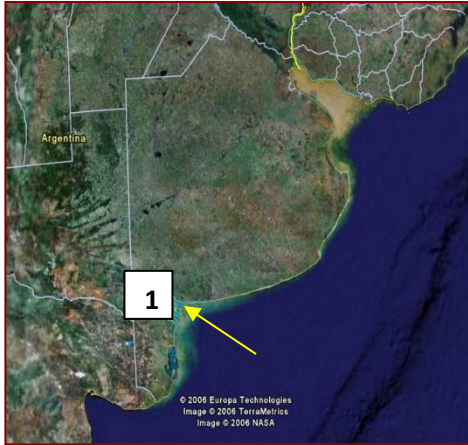 Argentina
1
© 2006 Europa Technologies
Image © 2006 TerraMetrics
Image © 2006 NASA